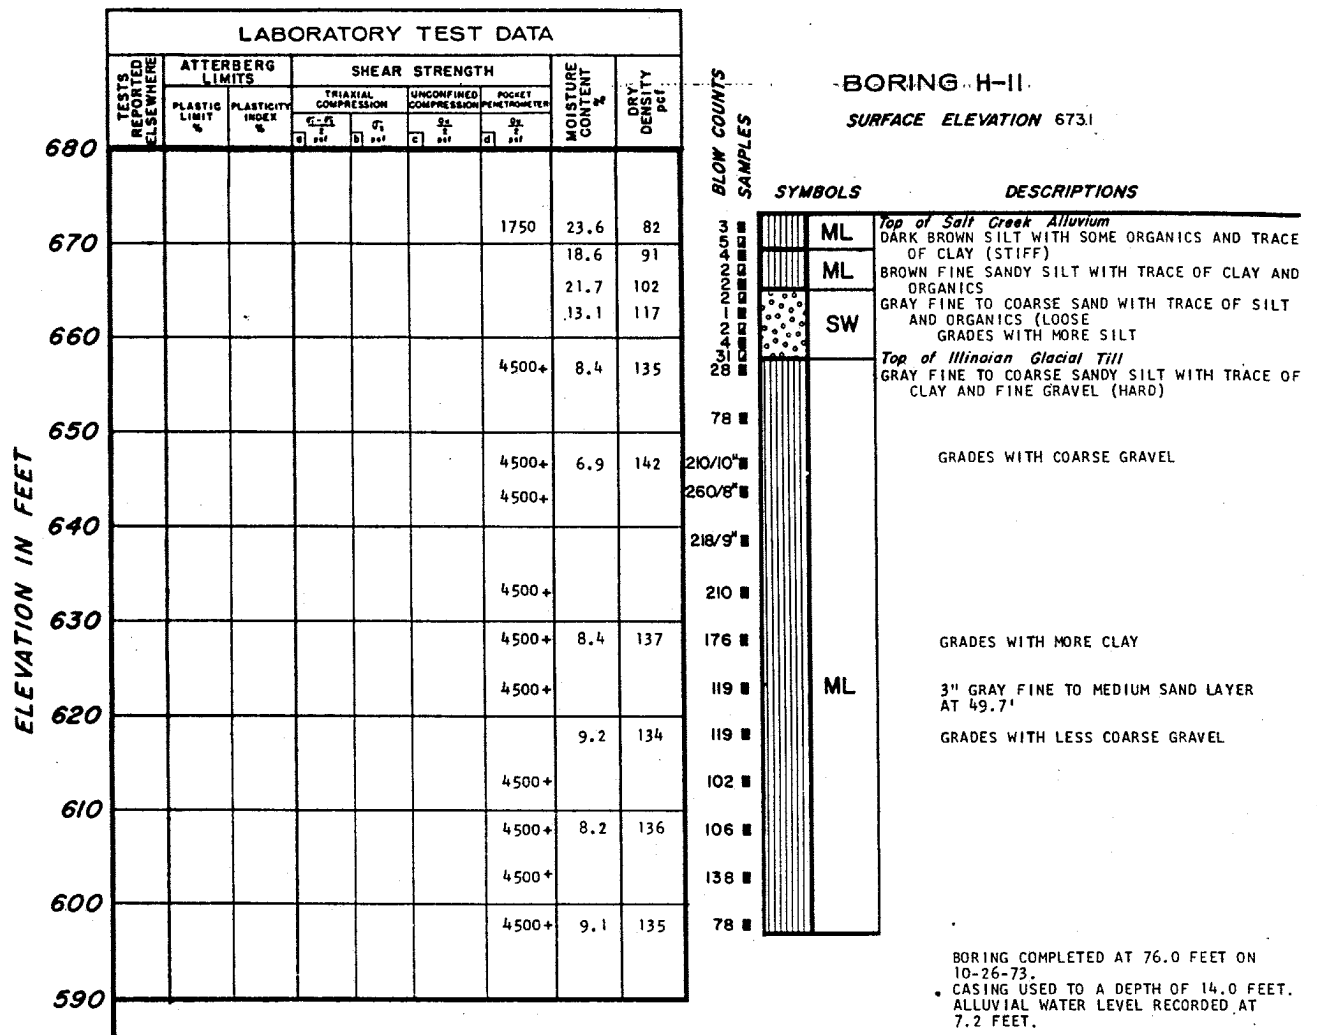 LABORATORY TEST DATA
TESTS REPORTED ELSEWHERE
ATTERBERG LIMITS
SHEAR STRENGTH
MOISTURE CONTENT %
DRY DENSITY pcf
PLASTIC LIMIT %
PLASTICITY INDEX %
TRIAXIAL COMPRESSION
UNCONFINED COMPRESSION
POCKET PENETROMETER
a psf
b psf
c psf
d psf
BLOW COUNTS
SAMPLES
BORING H-11
SURFACE ELEVATION 673.1
SYMBOLS
DESCRIPTIONS
ELEVATION IN FEET
680
1750 23.6 82
670
18.6 91
21.7 102
13.1 117
660
4500+ 8.4 135
650
4500+ 6.9 142
4500+
640
4500+
630
4500+ 8.4 137
4500+
620
9.2 134
4500+
610
4500+ 8.2 136
4500+
600
4500+ 9.1 135
590
3
5
4
2
2
2
1
2
4
31
28
78
210/10"
260/8"
218/9"
210
176
119
119
102
106
138
78
ML
ML
SW
ML
Top of Salt Creek Alluvium
DARK BROWN SILT WITH SOME ORGANICS AND TRACE
OF CLAY (STIFF)
BROWN FINE SANDY SILT WITH TRACE OF CLAY AND
ORGANICS
GRAY FINE TO COARSE SAND WITH TRACE OF SILT
AND ORGANICS (LOOSE
GRADES WITH MORE SILT
Top of Illinoian Glacial Till
GRAY FINE TO COARSE SANDY SILT WITH TRACE OF
CLAY AND FINE GRAVEL (HARD)
GRADES WITH COARSE GRAVEL
GRADES WITH MORE CLAY
3" GRAY FINE TO MEDIUM SAND LAYER
AT 49.7'
GRADES WITH LESS COARSE GRAVEL
BORING COMPLETED AT 76.0 FEET ON
10-26-73.
CASING USED TO A DEPTH OF 14.0 FEET.
ALLUVIAL WATER LEVEL RECORDED AT
7.2 FEET.